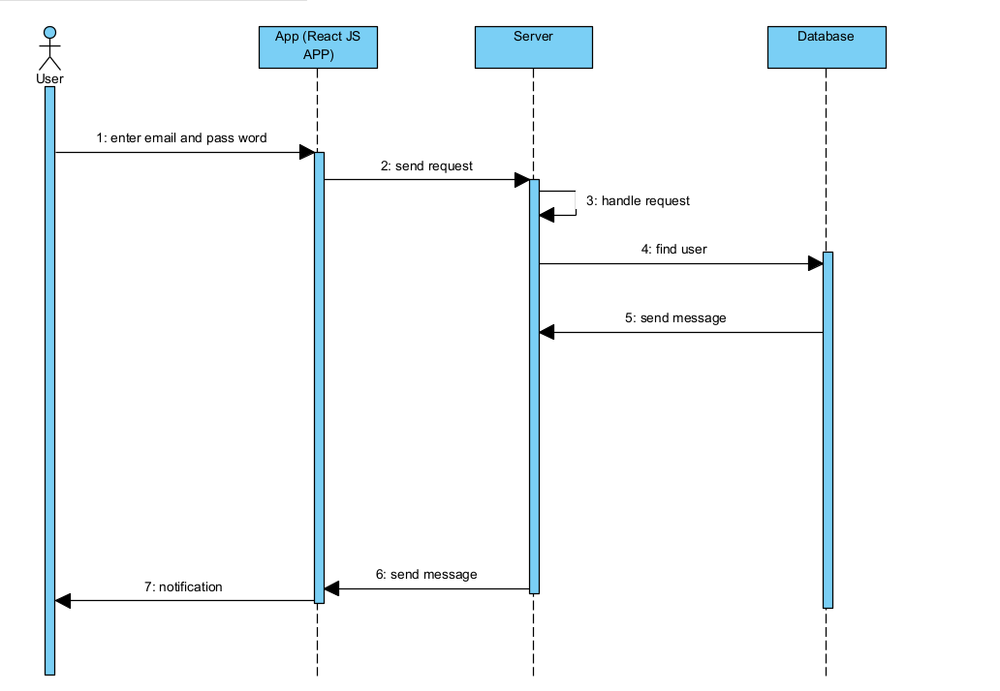 App (React JS
APP)
Server
Database
User
1: enter email and pass word
2: send request
3: handle request
4: find user
5: send message
6: send message
7: notification